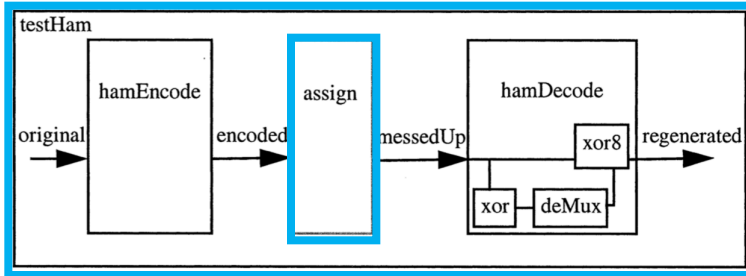 testHam
hamEncode
assign
hamDecode
original
encoded
messedUp
xor8
regenerated
xor
deMux